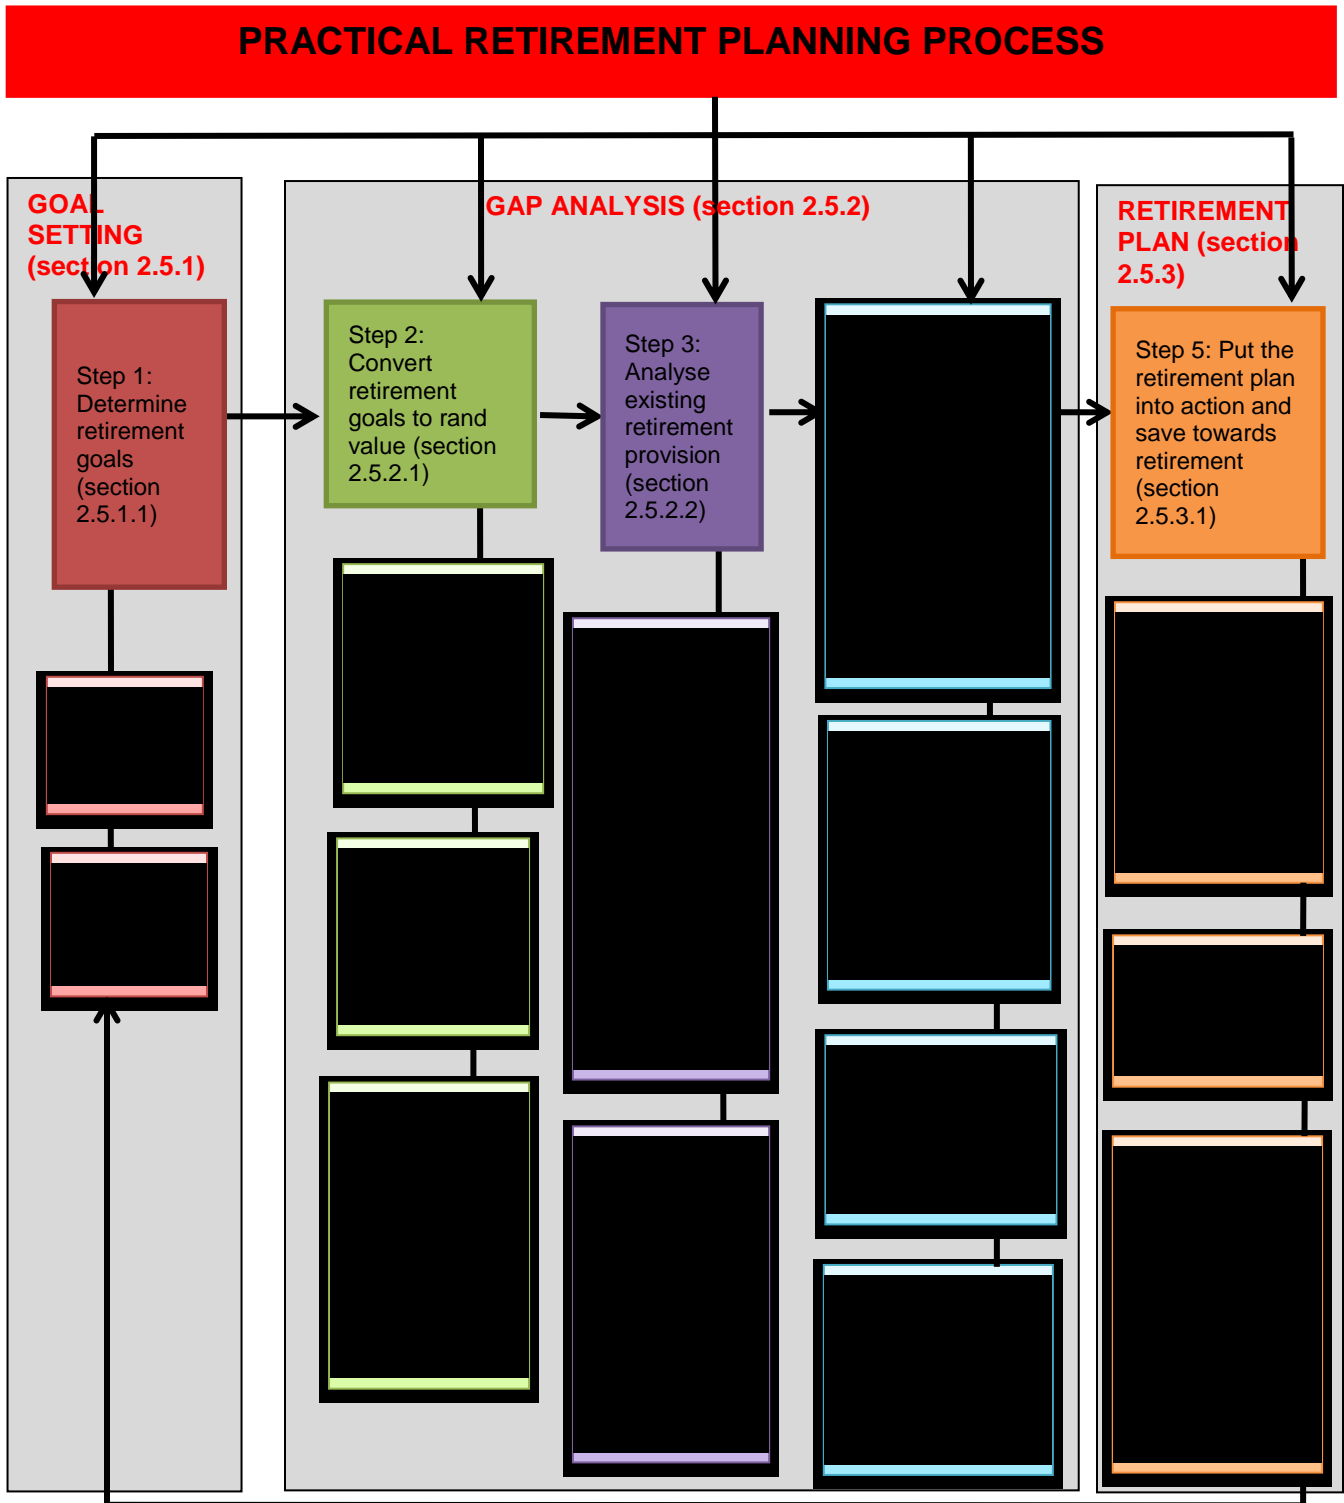 PRACTICAL RETIREMENT PLANNING PROCESS
GOAL
SETTING
(section 2.5.1)
GAP ANALYSIS (section 2.5.2)
RETIREMENT
PLAN (section
2.5.3)
Step 1:
Determine
retirement
goals
(section
2.5.1.1)
Step 2:
Convert
retirement
goals to rand
value (section
2.5.2.1)
Step 3:
Analyse
existing
retirement
provision
(section
2.5.2.2)
Step 5: Put the
retirement plan
into action and
save towards
retirement
(section
2.5.3.1)